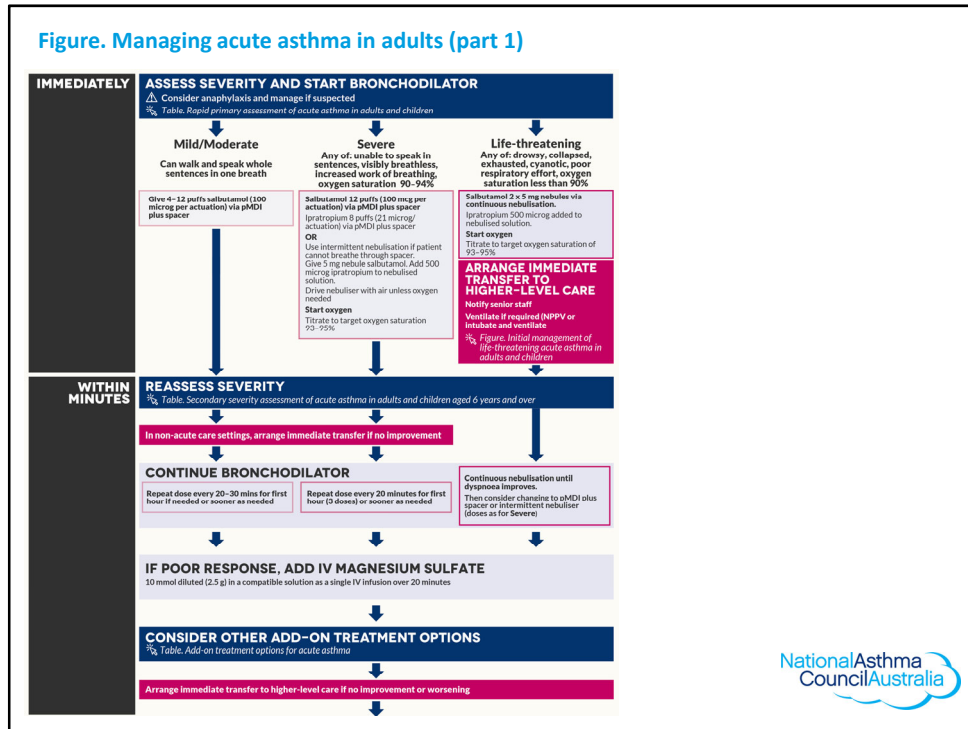 Figure. Managing acute asthma in adults (part 1)
IMMEDIATELY
ASSESS SEVERITY AND START BRONCHODILATOR
Consider anaphylaxis and manage if suspected
Table. Rapid primary assessment of acute asthma in adults and children
Mild/Moderate
Can walk and speak whole
sentences in one breath
Give 4–12 puffs salbutamol (100
microg per actuation) via pMDI
plus spacer
Severe
Any of: unable to speak in
sentences, visibly breathless,
increased work of breathing,
oxygen saturation 90–94%
Salbutamol 12 puffs (100 mcg per
actuation) via pMDI plus spacer
Ipratropium 8 puffs (21 microg/
actuation) via pMDI plus spacer
OR
Use intermittent nebulisation if patient
cannot breathe through spacer.
Give 5 mg nebule salbutamol. Add 500
microg ipratropium to nebulised
solution.
Drive nebuliser with air unless oxygen
needed
Start oxygen
Titrate to target oxygen saturation
93–95%
Life-threatening
Any of: drowsy, collapsed,
exhausted, cyanotic, poor
respiratory effort, oxygen
saturation less than 90%
Salbutamol 2 x 5 mg nebules via
continuous nebulisation.
Ipratropium 500 microg added to
nebulised solution.
Start oxygen
Titrate to target oxygen saturation of
93–95%
ARRANGE IMMEDIATE
TRANSFER TO
HIGHER-LEVEL CARE
Notify senior staff
Ventilate if required (NPPV or
intubate and ventilate
Figure. Initial management of
life-threatening acute asthma in
adults and children
WITHIN
MINUTES
REASSESS SEVERITY
Table. Secondary severity assessment of acute asthma in adults and children aged 6 years and over
In non-acute care settings, arrange immediate transfer if no improvement
CONTINUE BRONCHODILATOR
Repeat dose every 20–30 mins for first
hour if needed or sooner as needed
Repeat dose every 20 minutes for first
hour (3 doses) or sooner as needed
Continuous nebulisation until
dyspnoea improves.
Then consider changing to pMDI plus
spacer or intermittent nebuliser
(doses as for Severe)
IF POOR RESPONSE, ADD IV MAGNESIUM SULFATE
10 mmol diluted (2.5 g) in a compatible solution as a single IV infusion over 20 minutes
CONSIDER OTHER ADD-ON TREATMENT OPTIONS
Table. Add-on treatment options for acute asthma
Arrange immediate transfer to higher-level care if no improvement or worsening
NationalAsthma
CouncilAustralia